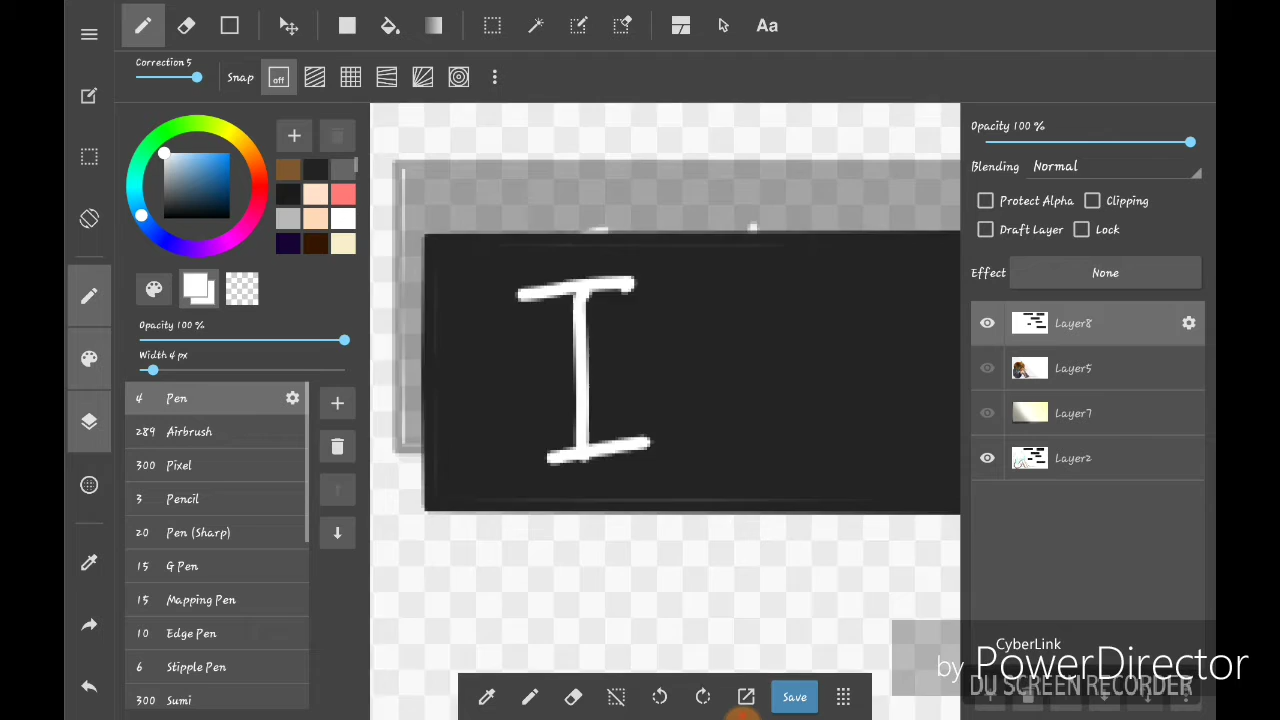 Aa
Correction 5
Snap
off
Opacity 100 %
Width 4 px
4 Pen
289 Airbrush
300 Pixel
3 Pencil
20 Pen (Sharp)
15 G Pen
15 Mapping Pen
10 Edge Pen
6 Stipple Pen
300 Sumi
I
Save
Opacity 100 %
Blending Normal
Protect Alpha Clipping
Draft Layer Lock
Effect None
Layer8
Layer5
Layer7
Layer2
CyberLink
by PowerDirector
DU SCREEN RECORDER